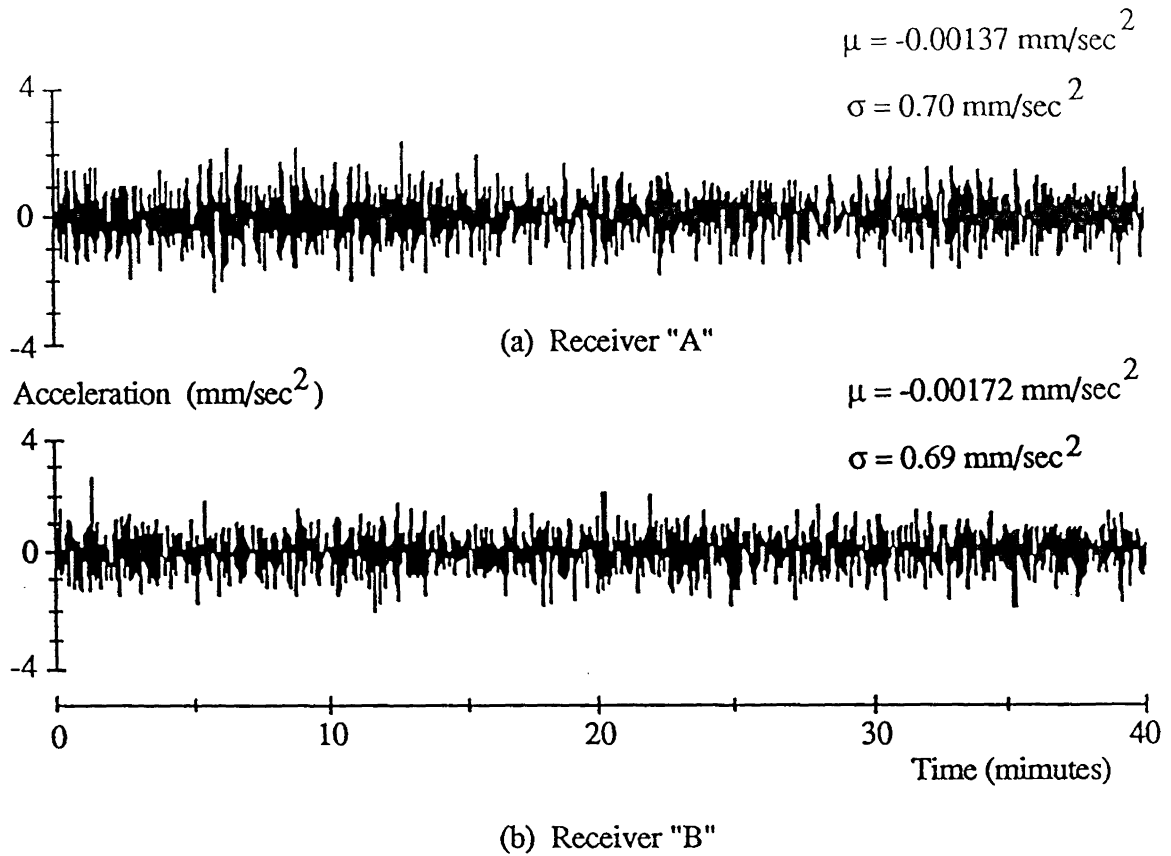 μ = -0.00137 mm/sec²
σ = 0.70 mm/sec²
4
0
-4
(a) Receiver "A"
Acceleration (mm/sec²)
μ = -0.00172 mm/sec²
σ = 0.69 mm/sec²
4
0
-4
0 10 20 30 40
Time (mimutes)
(b) Receiver "B"